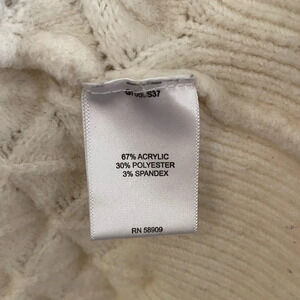 67% ACRYLIC
30% POLYESTER
3% SPANDEX
RN 58909